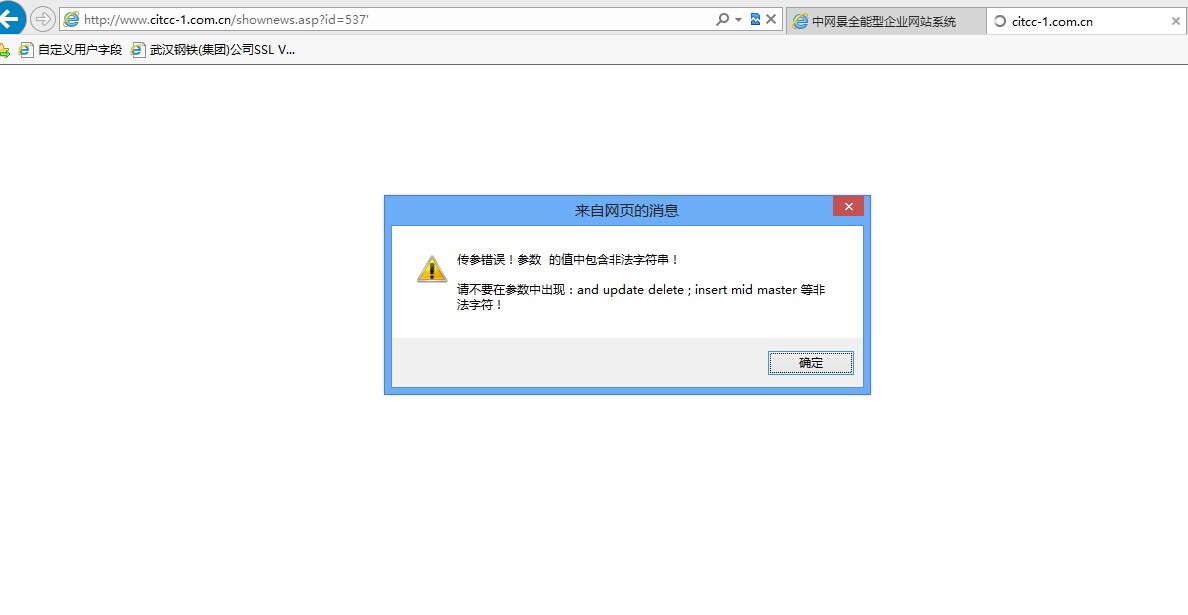 http://www.citcc-1.com.cn/shownews.asp?id=537'
中网景全能型企业网站系统
citcc-1.com.cn
自定义用户字段
武汉钢铁(集团)公司SSL V...
来自网页的消息
传参错误！参数 的值中包含非法字符串！
请不要在参数中出现：and update delete ; insert mid master 等非
法字符！
确定